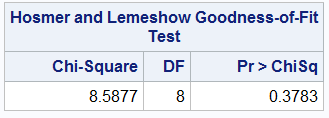 Hosmer and Lemeshow Goodness-of-Fit
Test
Chi-Square DF Pr > ChiSq
8.5877 8 0.3783